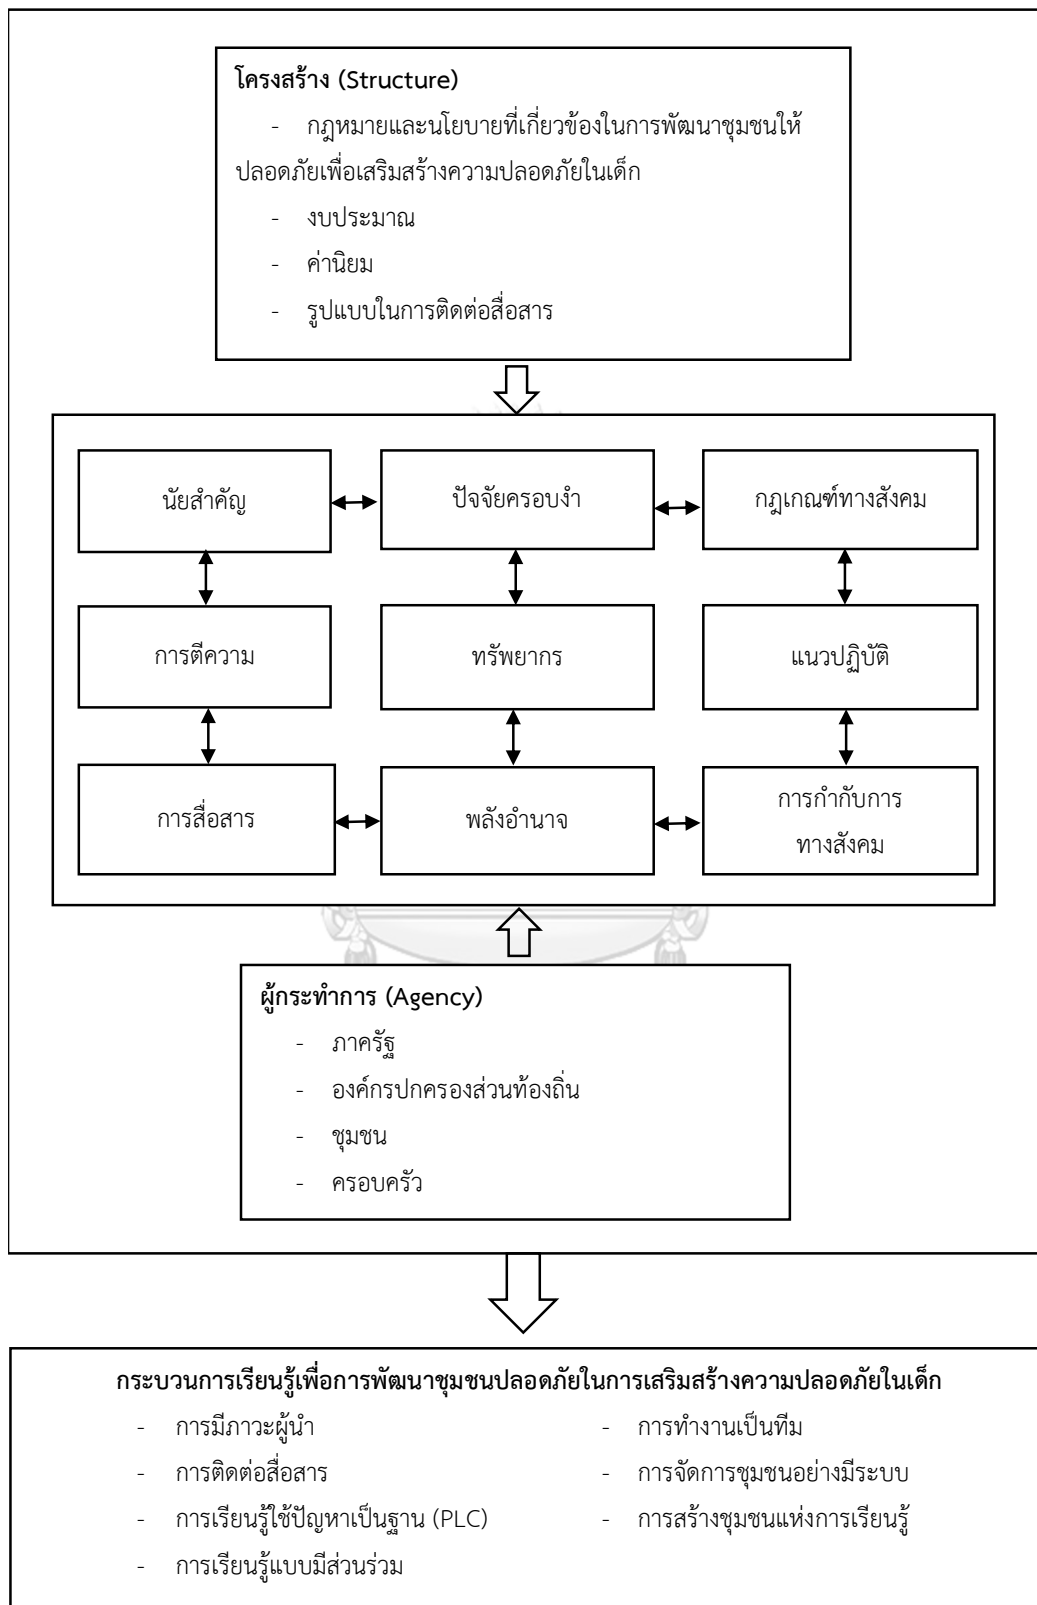 โครงสร้าง (Structure)
- กฎหมายและนโยบายที่เกี่ยวข้องในการพัฒนาชุมชนให้
ปลอดภัยเพื่อเสริมสร้างความปลอดภัยในเด็ก
- งบประมาณ
- ค่านิยม
- รูปแบบในการติดต่อสื่อสาร
นัยสำคัญ
ปัจจัยครอบงำ
กฎเกณฑ์ทางสังคม
การตีความ
ทรัพยากร
แนวปฏิบัติ
การสื่อสาร
พลังอำนาจ
การกำกับการ
ทางสังคม
ผู้กระทำการ (Agency)
- ภาครัฐ
- องค์กรปกครองส่วนท้องถิ่น
- ชุมชน
- ครอบครัว
กระบวนการเรียนรู้เพื่อการพัฒนาชุมชนปลอดภัยในการเสริมสร้างความปลอดภัยในเด็ก
- การมีภาวะผู้นำ
- การติดต่อสื่อสาร
- การเรียนรู้ใช้ปัญหาเป็นฐาน (PLC)
- การเรียนรู้แบบมีส่วนร่วม
- การทำงานเป็นทีม
- การจัดการชุมชนอย่างมีระบบ
- การสร้างชุมชนแห่งการเรียนรู้